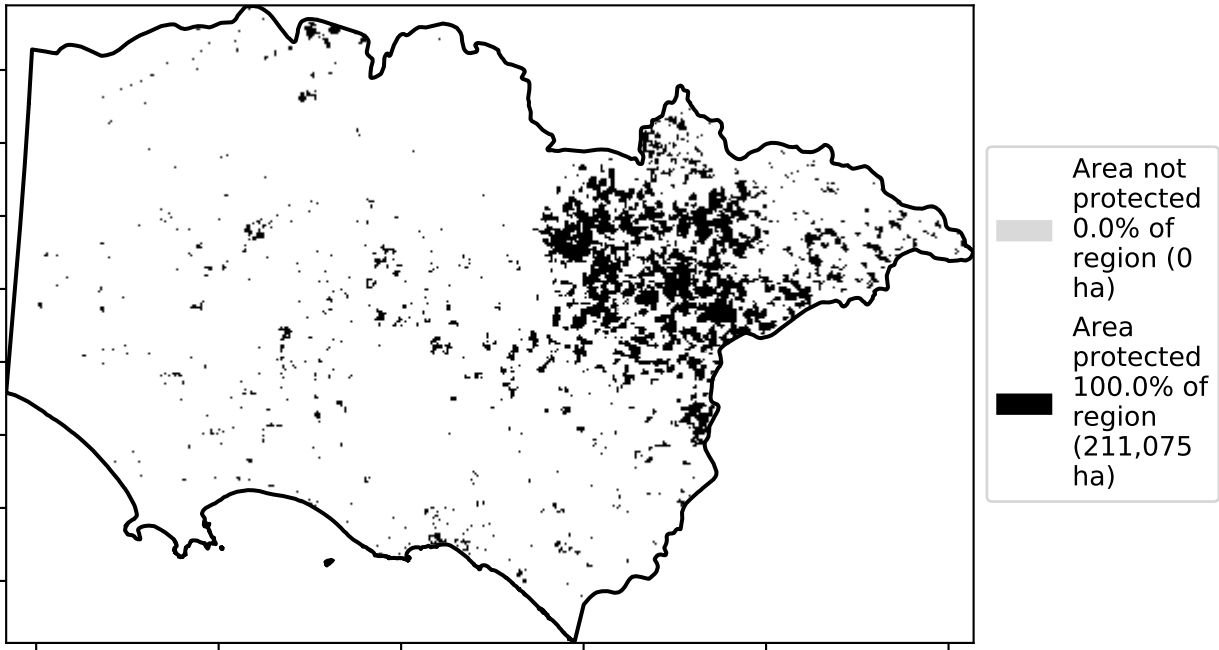 Area not
protected
0.0% of
region (0
ha)
Area
protected
100.0% of
region
(211,075
ha)